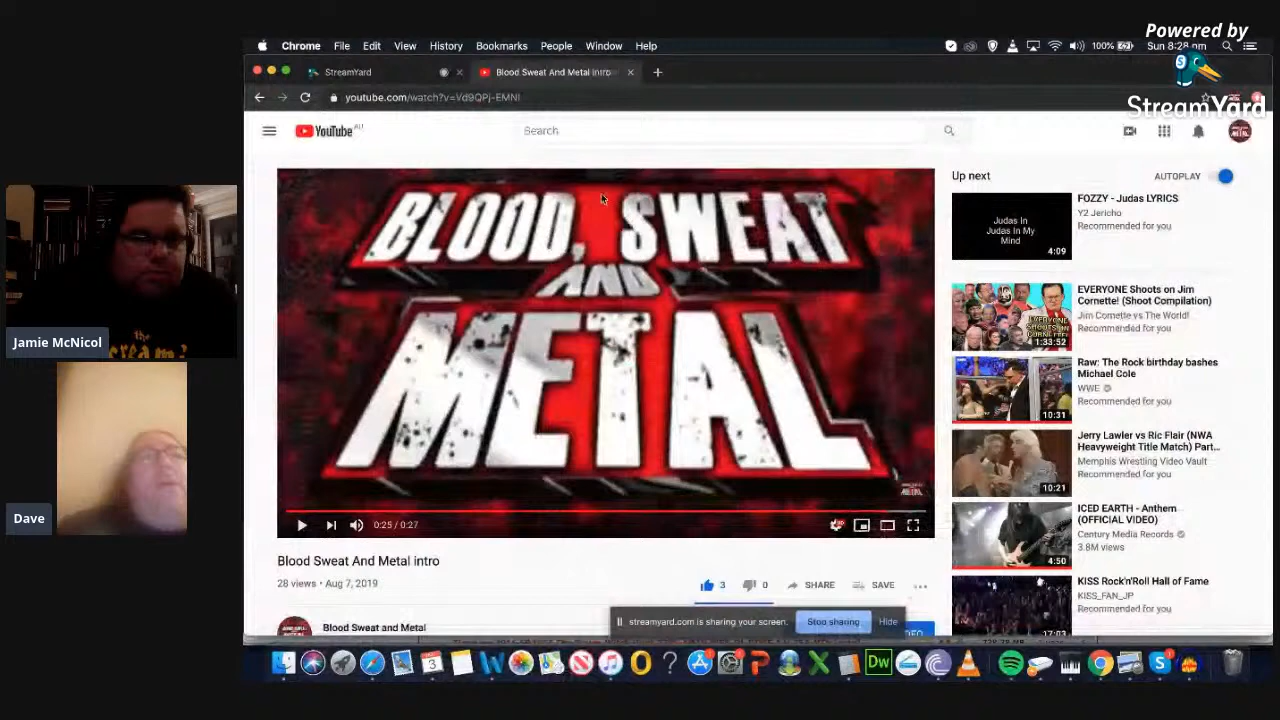 Powered by
StreamYard
Chrome File Edit View History Bookmarks People Window Help
100% Sun 8:28 pm
StreamYard
Blood Sweat And Metal intro
youtube.com/watch?v=Vd9QPj-EMNI
YouTube AU
Search
BLOOD, SWEAT
AND
METAL
0:25 / 0:27
Blood Sweat And Metal intro
28 views • Aug 7, 2019
3 0 SHARE SAVE
Blood Sweat and Metal
streamyard.com is sharing your screen. Stop sharing Hide
Up next
AUTOPLAY
Judas In
Judas In My
Mind
4:09
FOZZY - Judas LYRICS
Y2 Jericho
Recommended for you
EVERYONE
1:33:52
EVERYONE Shoots on Jim
Cornette! (Shoot Compilation)
Jim Cornette vs The World!
Recommended for you
10:31
Raw: The Rock birthday bashes
Michael Cole
WWE
Recommended for you
10:21
Jerry Lawler vs Ric Flair (NWA
Heavyweight Title Match) Part...
Memphis Wrestling Video Vault
Recommended for you
4:50
ICED EARTH - Anthem
(OFFICIAL VIDEO)
Century Media Records
3.8M views
17:03
KISS Rock'n'Roll Hall of Fame
KISS_FAN_JP
Recommended for you
the
Jamie McNicol
Dave
3
Dw